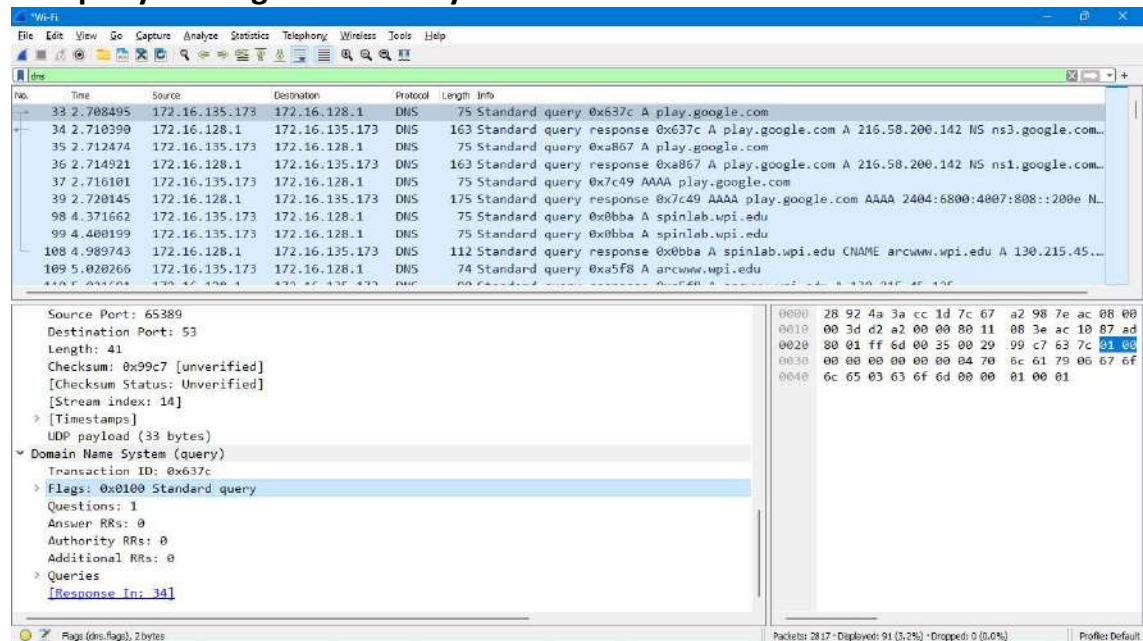 *Wi-Fi
File Edit View Go Capture Analyze Statistics Telephony Wireless Tools Help
dns
No. Time Source Destination Protocol Length Info
33 2.708495 172.16.135.173 172.16.128.1 DNS 75 Standard query 0x637c A play.google.com
34 2.710390 172.16.128.1 172.16.135.173 DNS 163 Standard query response 0x637c A play.google.com A 216.58.200.142 NS ns3.google.com…
35 2.712474 172.16.135.173 172.16.128.1 DNS 75 Standard query 0xa867 A play.google.com
36 2.714921 172.16.128.1 172.16.135.173 DNS 163 Standard query response 0xa867 A play.google.com A 216.58.200.142 NS ns1.google.com…
37 2.716101 172.16.135.173 172.16.128.1 DNS 75 Standard query 0x7c49 AAAA play.google.com
39 2.720145 172.16.128.1 172.16.135.173 DNS 175 Standard query response 0x7c49 AAAA play.google.com AAAA 2404:6800:4007:808::200e N…
98 4.371662 172.16.135.173 172.16.128.1 DNS 75 Standard query 0x0bba A spinlab.wpi.edu
99 4.400199 172.16.135.173 172.16.128.1 DNS 75 Standard query 0x0bba A spinlab.wpi.edu
108 4.989743 172.16.128.1 172.16.135.173 DNS 112 Standard query response 0x0bba A spinlab.wpi.edu CNAME arcwww.wpi.edu A 130.215.45.…
109 5.020266 172.16.135.173 172.16.128.1 DNS 74 Standard query 0xa5f8 A arcwww.wpi.edu
Source Port: 65389
Destination Port: 53
Length: 41
Checksum: 0x99c7 [unverified]
[Checksum Status: Unverified]
[Stream index: 14]
> [Timestamps]
UDP payload (33 bytes)
Domain Name System (query)
Transaction ID: 0x637c
> Flags: 0x0100 Standard query
Questions: 1
Answer RRs: 0
Authority RRs: 0
Additional RRs: 0
> Queries
[Response In: 34]
0000 28 92 4a 3a cc 1d 7c 67 a2 98 7e ac 08 00
0010 00 3d d2 a2 00 00 80 11 08 3e ac 10 87 ad
0020 80 01 ff 6d 00 35 00 29 99 c7 63 7c 01 00
0030 00 00 00 00 00 00 04 70 6c 61 79 06 67 6f
0040 6c 65 03 63 6f 6d 00 00 01 00 01
Flags (dns.flags), 2 bytes
Packets: 2817 · Displayed: 91 (3.2%) · Dropped: 0 (0.0%)
Profile: Default